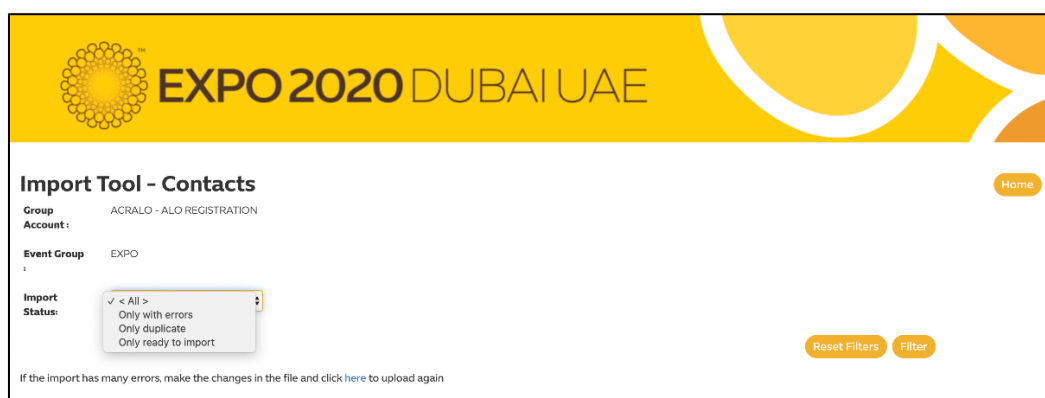 EXPO 2020 DUBAI UAE
™
Import Tool - Contacts
Home
Group Account :
ACRALO - ALO REGISTRATION
Event Group :
EXPO
Import Status:
✓ < All >
Only with errors
Only duplicate
Only ready to import
Reset Filters
Filter
If the import has many errors, make the changes in the file and click here to upload again